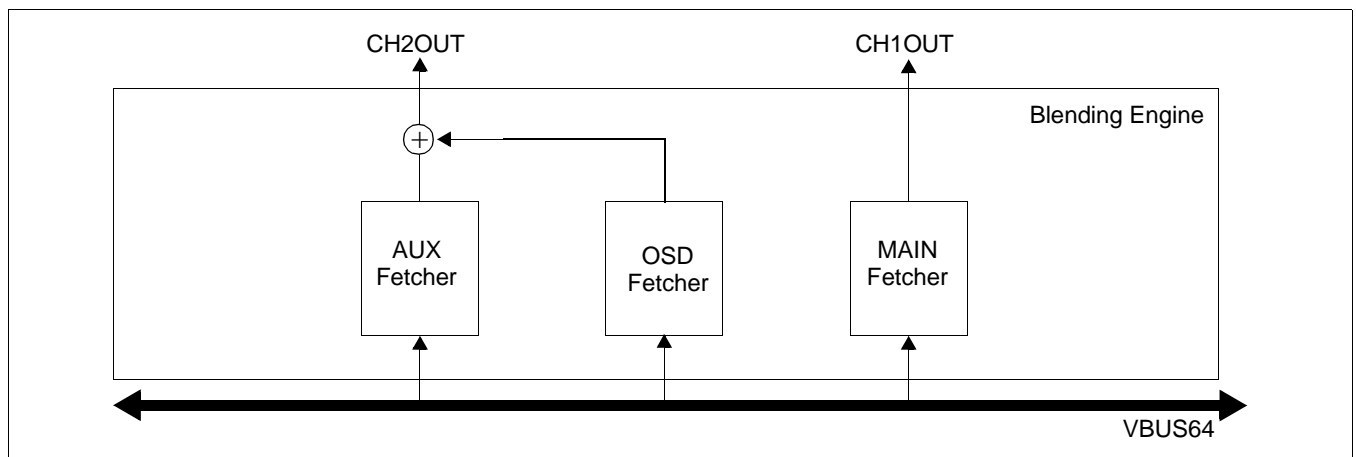 CH2OUT
CH1OUT
Blending Engine
+
AUX
Fetcher
OSD
Fetcher
MAIN
Fetcher
VBUS64